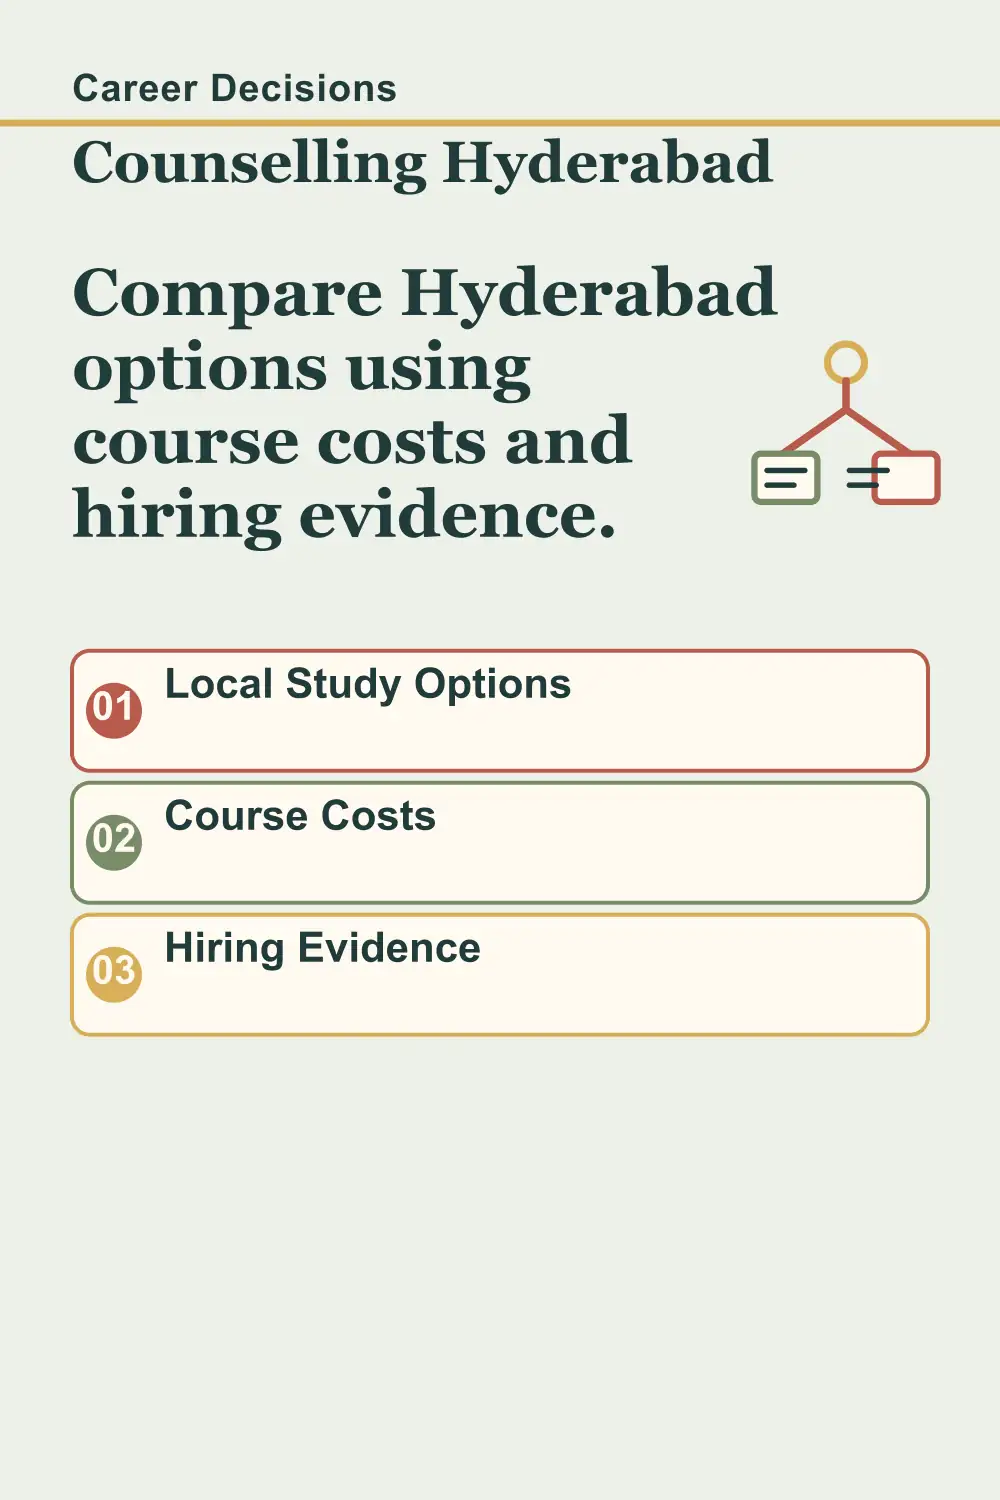 Career Decisions
Counselling Hyderabad
Compare Hyderabad
options using
course costs and
hiring evidence.
01 Local Study Options
02 Course Costs
03 Hiring Evidence